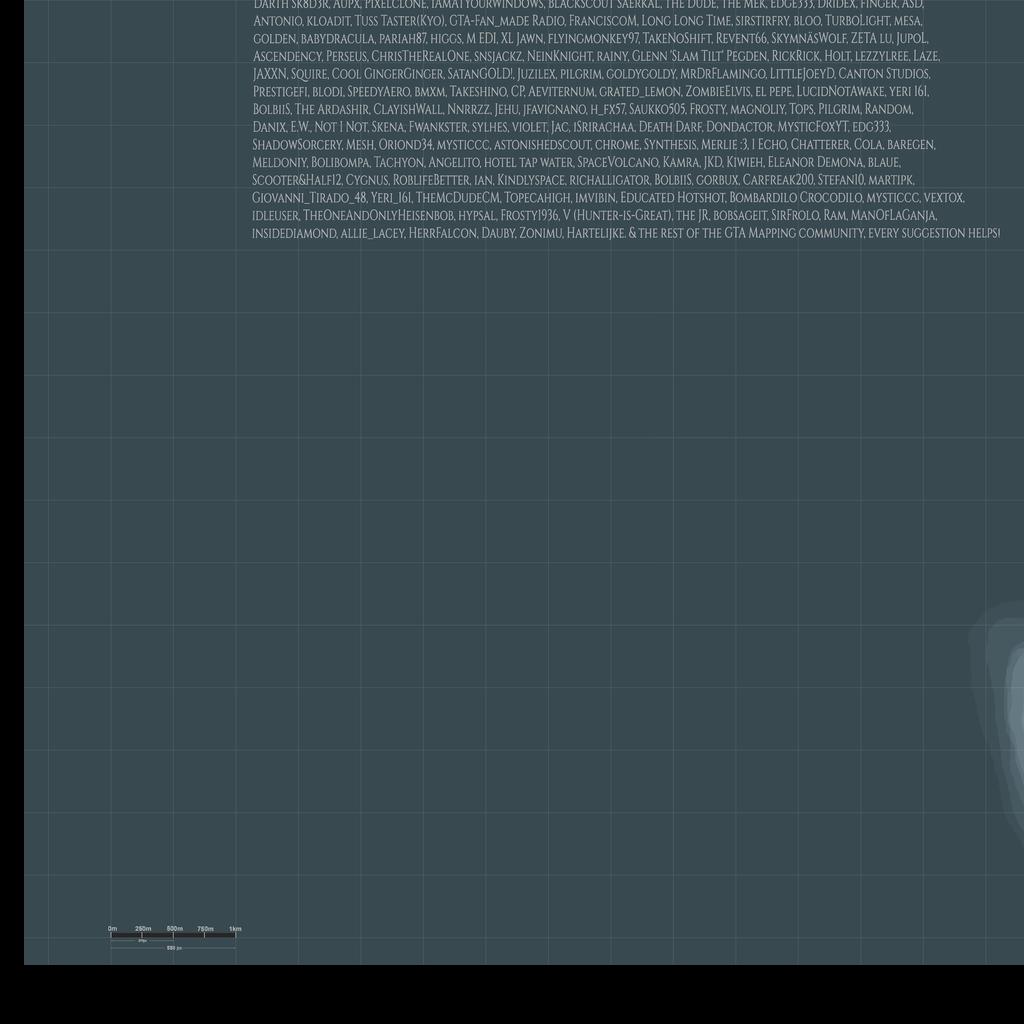 DARTH SK8D3R, AUPX, PIXELCLONE, IAMATYOURWINDOWS, BLACKSCOUT SAERKAL, THE DUDE, THE MEK, EDGE333, DRIDEX, FINGER, ASD,
ANTONIO, KLOADIT, TUSS TASTER(KYO), GTA-FAN_MADE RADIO, FRANCISCOM, LONG LONG TIME, SIRSTIRFRY, BLOO, TURBOLIGHT, MESA,
GOLDEN, BABYDRACULA, PARIAH87, HIGGS, M EDI, XL JAWN, FLYINGMONKEY97, TAKENOSHIFT, REVENT66, SKYMNÄSWOLF, ZETA LU, JUPOL,
ASCENDENCY, PERSEUS, CHRISTHEREALONE, SNSJACKZ, NEINKNIGHT, RAINY, GLENN 'SLAM TILT' PEGDEN, RICKRICK, HOLT, LEZZYLREE, LAZE,
JAXXN, SQUIRE, COOL GINGERGINGER, SATANGOLD!, JUZILEX, PILGRIM, GOLDYGOLDY, MRDRFLAMINGO, LITTLEJOEYD, CANTON STUDIOS,
PRESTIGEFI, BLODI, SPEEDYAERO, BMXM, TAKESHINO, CP, AEVITERNUM, GRATED_LEMON, ZOMBIEELVIS, EL PEPE, LUCIDNOTAWAKE, YERI 161,
BOLBIIS, THE ARDASHIR, CLAYISHWALL, NNRRZZ, JEHU, JFAVIGNANO, H_FX57, SAUKKO505, FROSTY, MAGNOLIY, TOPS, PILGRIM, RANDOM,
DANIX, E.W., NOT I NOT, SKENA, FWANKSTER, SYLHES, VIOLET, JAC, ISRIRACHAA, DEATH DARF, DONDACTOR, MYSTICFOXYT, EDG333,
SHADOWSORCERY, MESH, ORIOND34, MYSTICCC, ASTONISHEDSCOUT, CHROME, SYNTHESIS, MERLIE :3, I ECHO, CHATTERER, COLA, BAREGEN,
MELDONIY, BOLIBOMPA, TACHYON, ANGELITO, HOTEL TAP WATER, SPACEVOLCANO, KAMRA, JKD, KIWIEH, ELEANOR DEMONA, BLAUE,
SCOOTER&HALF12, CYGNUS, ROBLIFEBETTER, IAN, KINDLYSPACE, RICHALLIGATOR, BOLBIIS, GORBUX, CARFREAK200, STEFAN10, MARTIPK,
GIOVANNI_TIRADO_48, YERI_161, THEMCDUDECM, TOPECAHIGH, IMVIBIN, EDUCATED HOTSHOT, BOMBARDILO CROCODILO, MYSTICCC, VEXTOX,
IDLEUSER, THEONEANDONLYHEISENBOB, HYPSAL, FROSTY1936, V (HUNTER-IS-GREAT), THE JR, BOBSAGEIT, SIRFROLO, RAM, MANOFLAGANJA,
INSIDEDIAMOND, ALLIE_LACEY, HERRFALCON, DAUBY, ZONIMU, HARTELIJKE. & THE REST OF THE GTA MAPPING COMMUNITY, EVERY SUGGESTION HELPS!
0m 250m 500m 750m 1km